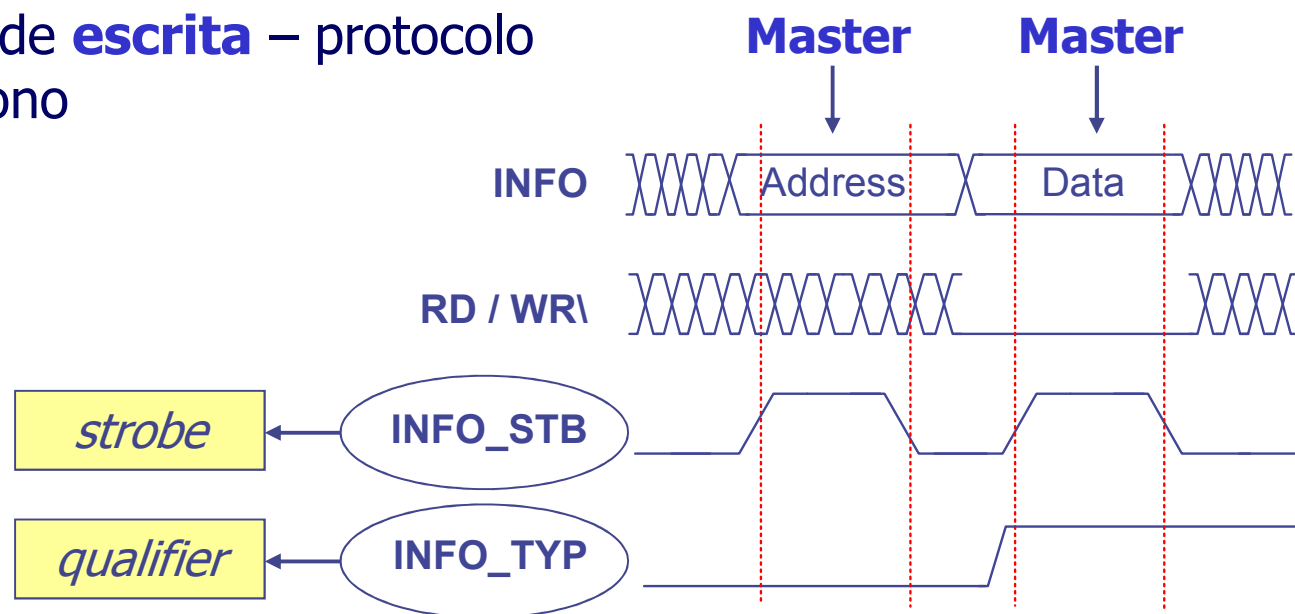 de escrita – protocolo
ono
Master Master
INFO Address Data
RD / WR\
strobe INFO_STB
qualifier INFO_TYP